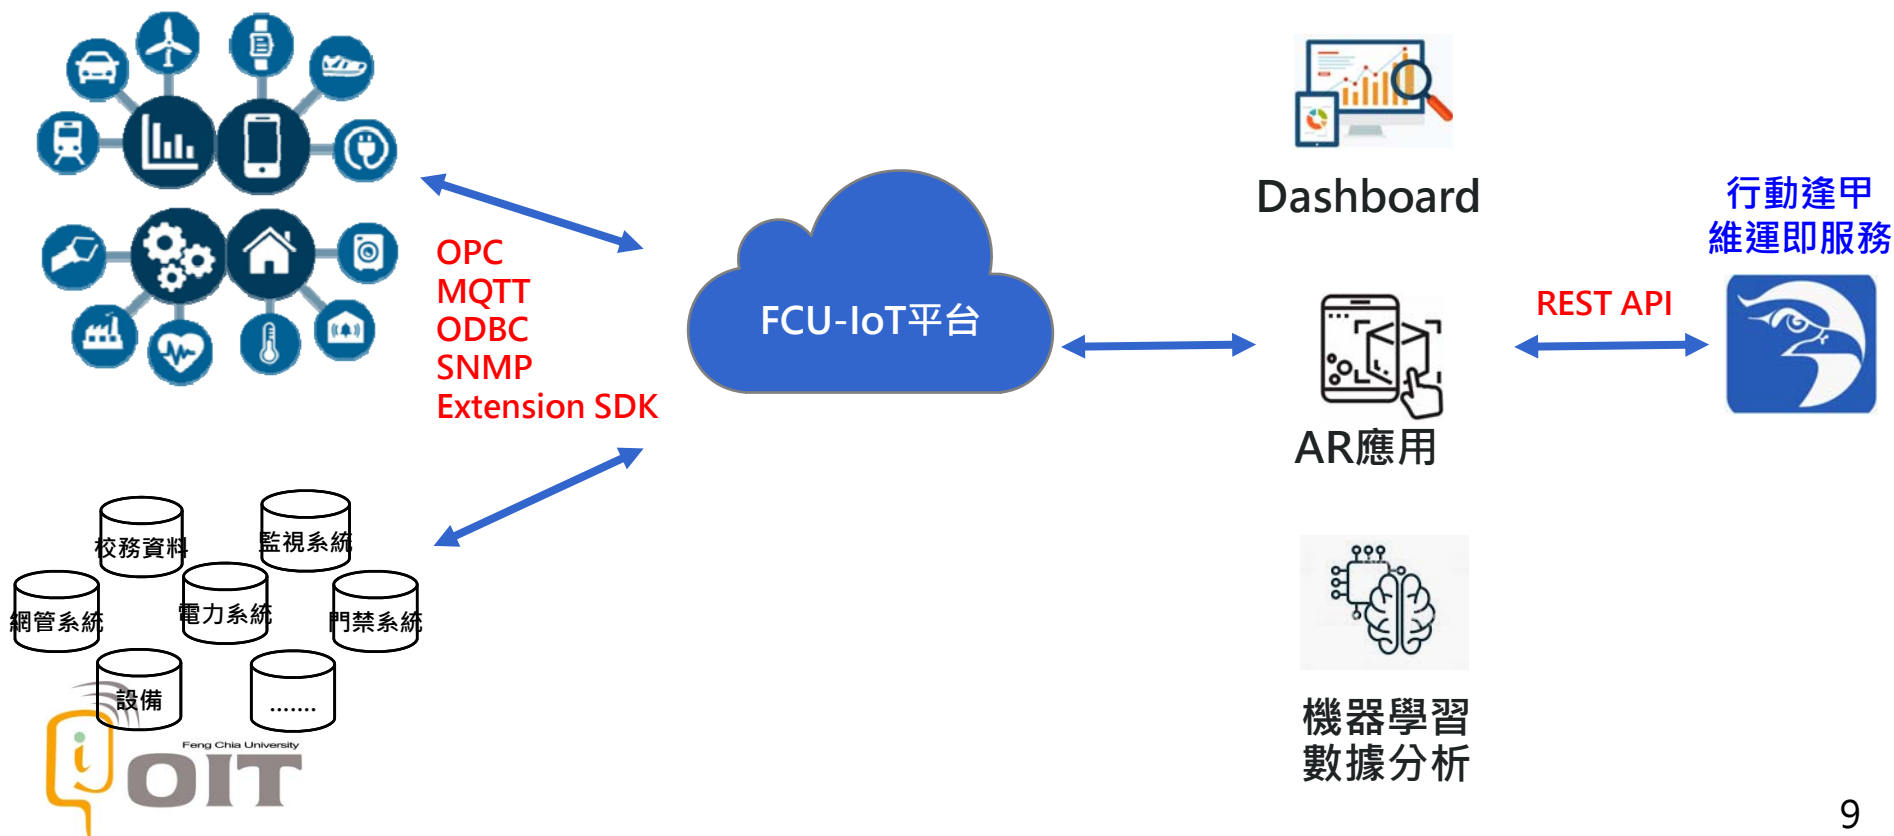 Dashboard
行動逢甲
維運即服務
OPC
MQTT
ODBC
SNMP
Extension SDK
FCU-IoT平台
REST API
AR應用
校務資料
監視系統
網管系統
電力系統
門禁系統
設備
.......
機器學習
數據分析
Feng Chia University
iOIT
9